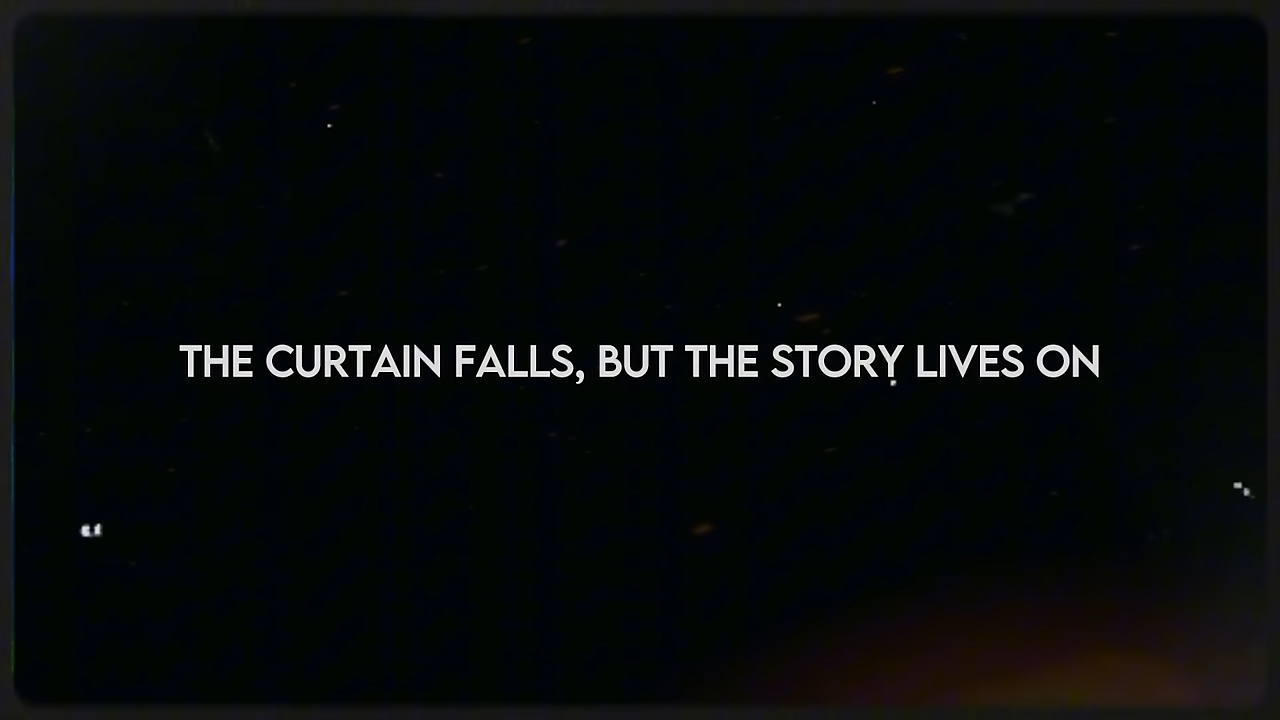 THE CURTAIN FALLS, BUT THE STORY LIVES ON